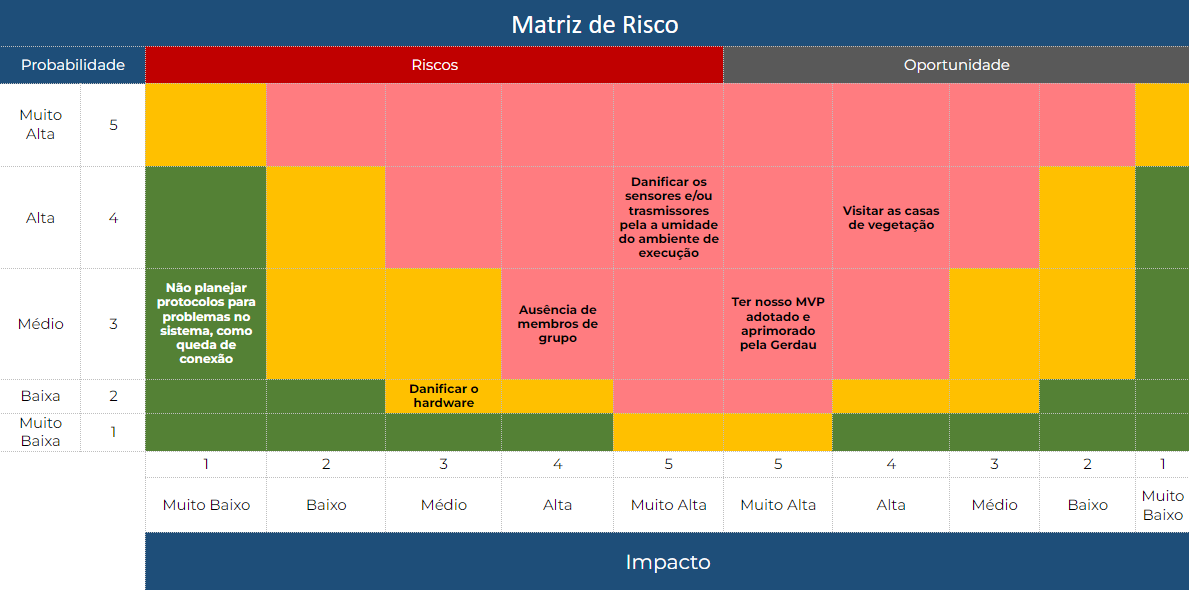 Matriz de Risco
Probabilidade
Riscos
Oportunidade
Muito
Alta
5
Alta
4
Danificar os
sensores e/ou
trasmissores
pela a umidade
do ambiente de
execução
Visitar as casas
de vegetação
Médio
3
Não planejar
protocolos para
problemas no
sistema, como
queda de
conexão
Ausência de
membros de
grupo
Ter nosso MVP
adotado e
aprimorado
pela Gerdau
Baixa
2
Danificar o
hardware
Muito
Baixa
1
1
2
3
4
5
5
4
3
2
1
Muito Baixo
Baixo
Médio
Alta
Muito Alta
Muito Alta
Alta
Médio
Baixo
Muito
Baixo
Impacto